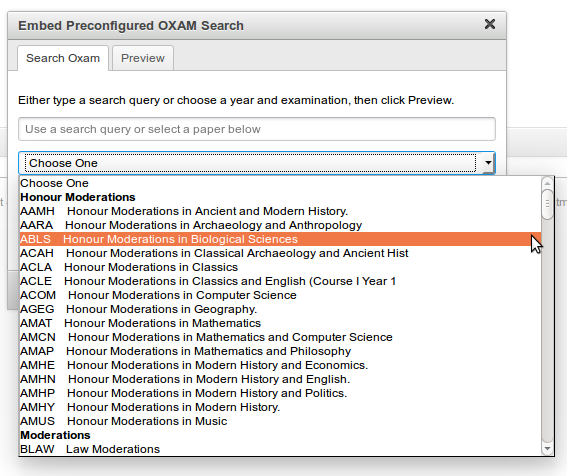 Embed Preconfigured OXAM Search
Search Oxam
Preview
Either type a search query or choose a year and examination, then click Preview.
Use a search query or select a paper below
Choose One
Choose One
Honour Moderations
AAMH Honour Moderations in Ancient and Modern History.
AARA Honour Moderations in Archaeology and Anthropology
ABLS Honour Moderations in Biological Sciences
ACAH Honour Moderations in Classical Archaeology and Ancient Hist
ACLA Honour Moderations in Classics
ACLE Honour Moderations in Classics and English (Course I Year 1
ACOM Honour Moderations in Computer Science
AGEG Honour Moderations in Geography.
AMAT Honour Moderations in Mathematics
AMCN Honour Moderations in Mathematics and Computer Science
AMAP Honour Moderations in Mathematics and Philosophy
AMHE Honour Moderations in Modern History and Economics.
AMHN Honour Moderations in Modern History and English.
AMHP Honour Moderations in Modern History and Politics.
AMHY Honour Moderations in Modern History.
AMUS Honour Moderations in Music
Moderations
BLAW Law Moderations